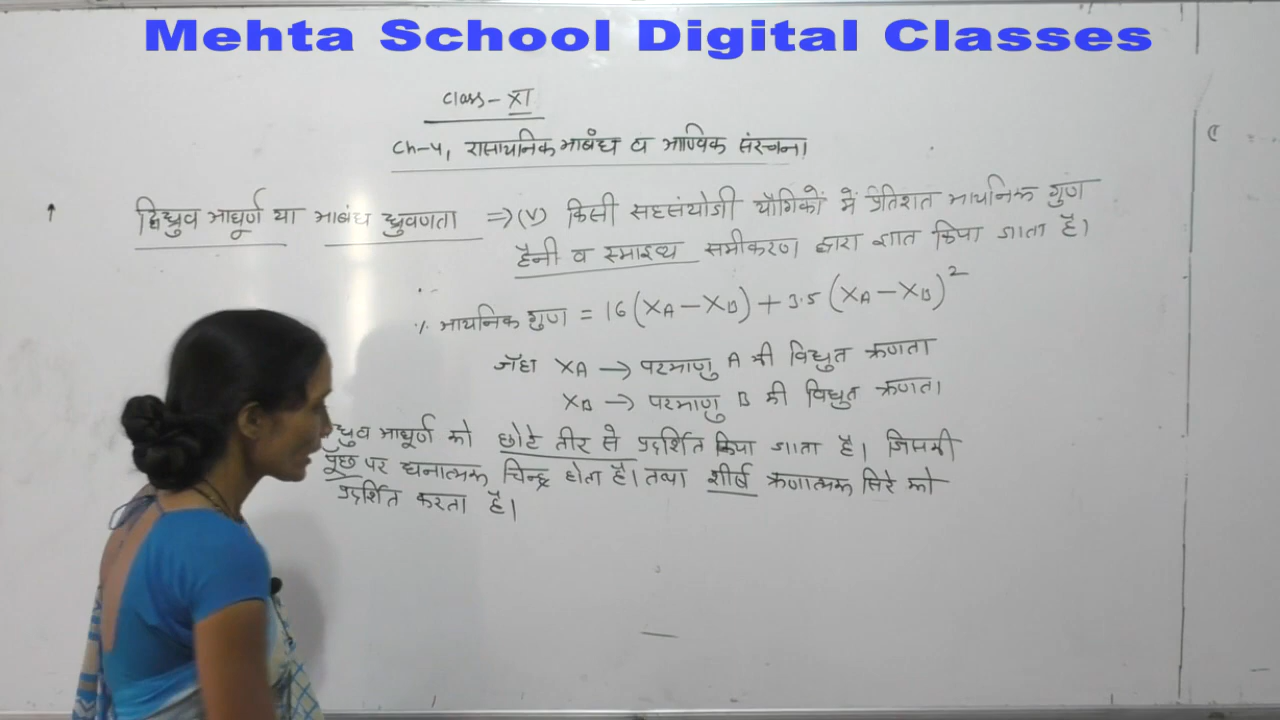 Mehta School Digital Classes
Class - XI
Ch-4, रासायनिक आबंध व आण्विक संरचना
द्विध्रुव आघूर्ण या आबंध ध्रुवणता ⇒ (V) किसी सहसंयोजी यौगिकों में प्रतिशत आयनिक गुण
हैनी व स्माइथ समीकरण द्वारा ज्ञात किया जाता है।
% आयनिक गुण = 16(XA - XB) + 3.5 (XA - XB)²
जँहा XA → परमाणु A की विधुत ऋणता
XB → परमाणु B की विधुत ऋणता
ध्रुव आघूर्ण को छोटे तीर से प्रदर्शित किया जाता है। जिसकी
पूँछ पर धनात्मक चिन्ह होता है। तथा शीर्ष ऋणात्मक सिरे को
प्रदर्शित करता है।